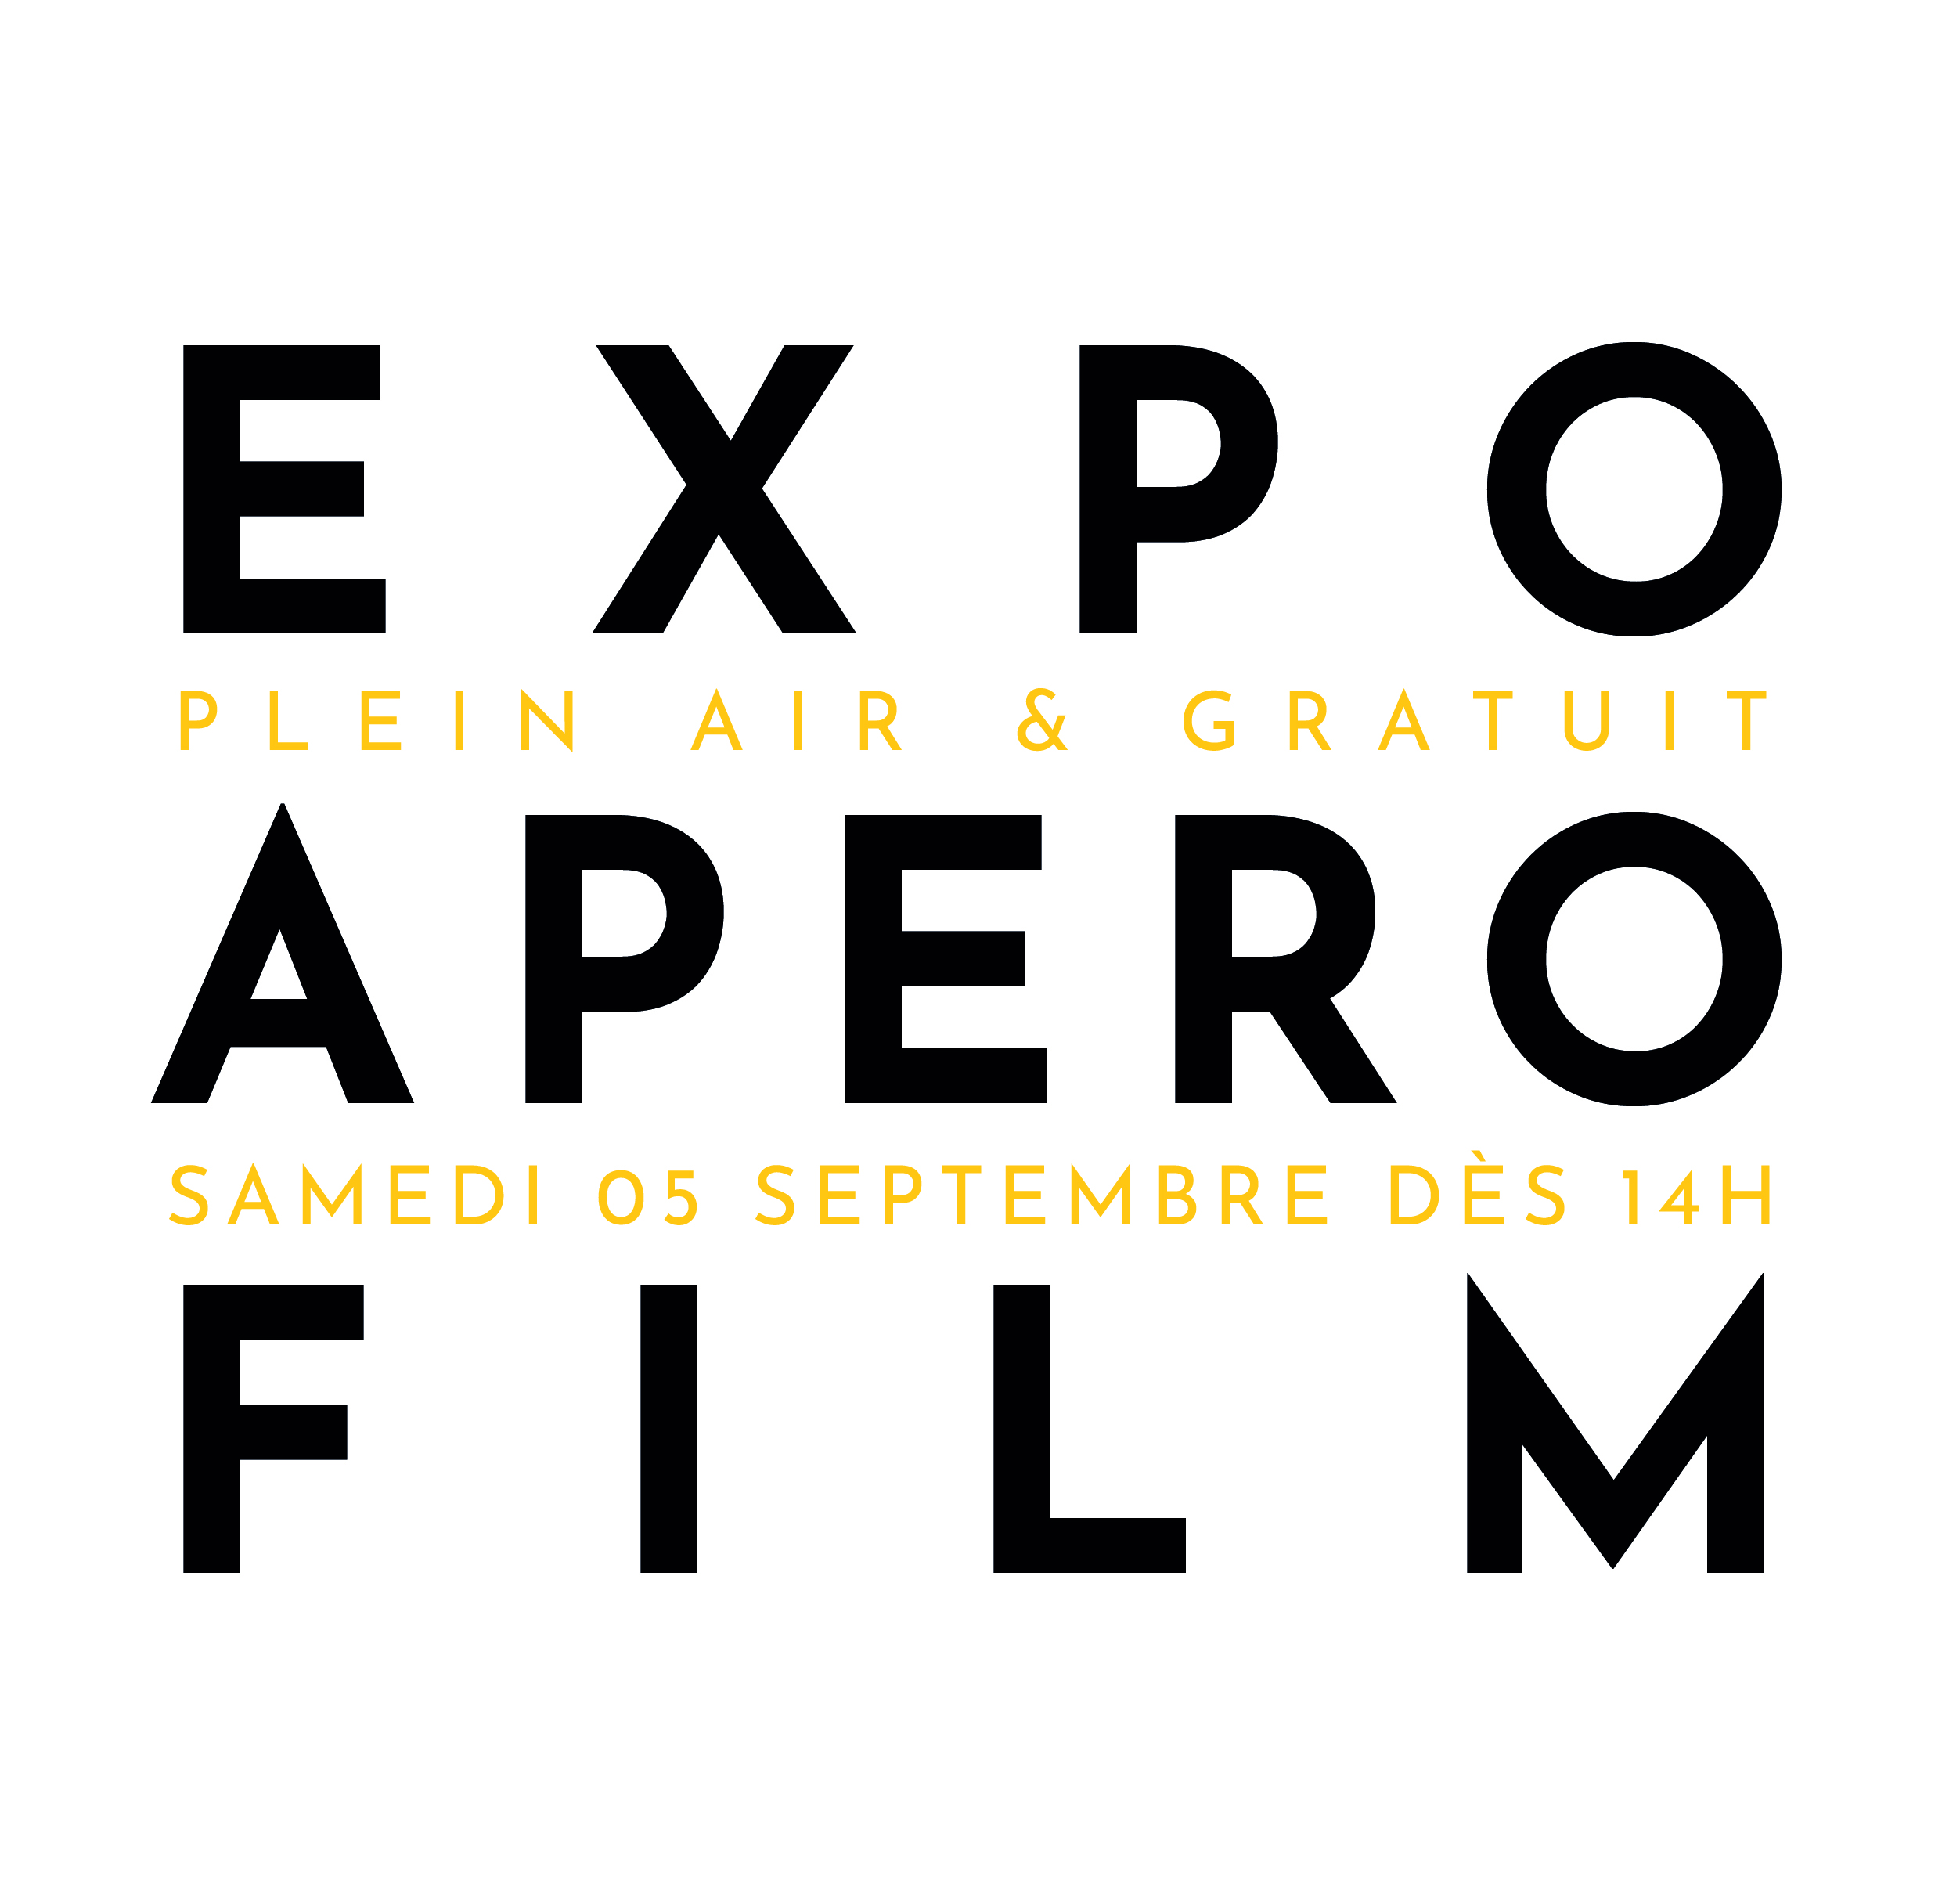 EXPO
PLEIN AIR & GRATUIT
APERO
SAMEDI 05 SEPTEMBRE DÈS 14H
FILM